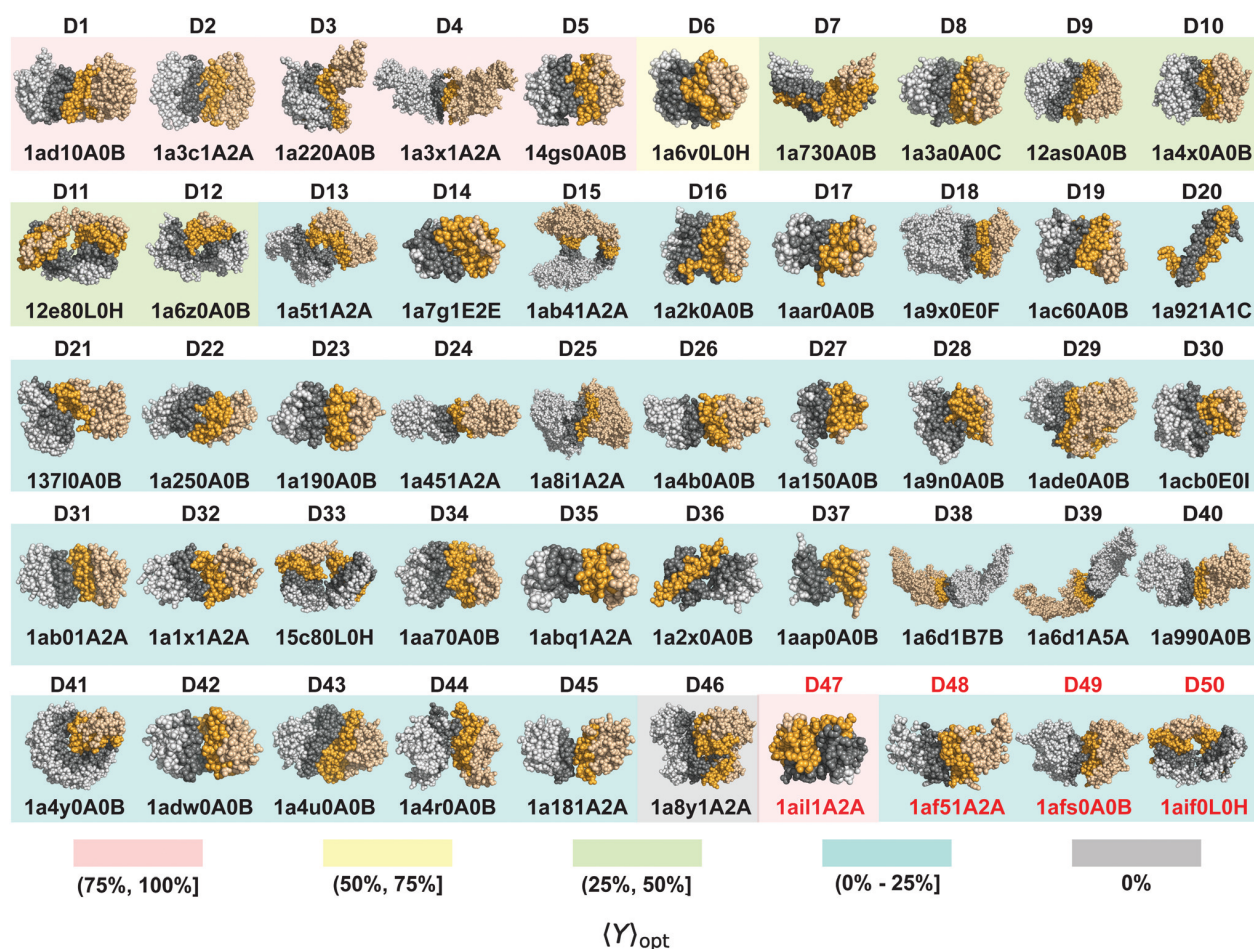 D1 D2 D3 D4 D5 D6 D7 D8 D9 D10
1ad10A0B 1a3c1A2A 1a220A0B 1a3x1A2A 14gs0A0B 1a6v0L0H 1a730A0B 1a3a0A0C 12as0A0B 1a4x0A0B
D11 D12 D13 D14 D15 D16 D17 D18 D19 D20
12e80L0H 1a6z0A0B 1a5t1A2A 1a7g1E2E 1ab41A2A 1a2k0A0B 1aar0A0B 1a9x0E0F 1ac60A0B 1a921A1C
D21 D22 D23 D24 D25 D26 D27 D28 D29 D30
137l0A0B 1a250A0B 1a190A0B 1a451A2A 1a8i1A2A 1a4b0A0B 1a150A0B 1a9n0A0B 1ade0A0B 1acb0E0I
D31 D32 D33 D34 D35 D36 D37 D38 D39 D40
1ab01A2A 1a1x1A2A 15c80L0H 1aa70A0B 1abq1A2A 1a2x0A0B 1aap0A0B 1a6d1B7B 1a6d1A5A 1a990A0B
D41 D42 D43 D44 D45 D46 D47 D48 D49 D50
1a4y0A0B 1adw0A0B 1a4u0A0B 1a4r0A0B 1a181A2A 1a8y1A2A 1ail1A2A 1af51A2A 1afs0A0B 1aif0L0H
(75%, 100%] (50%, 75%] (25%, 50%] (0% - 25%] 0%
⟨Y⟩opt